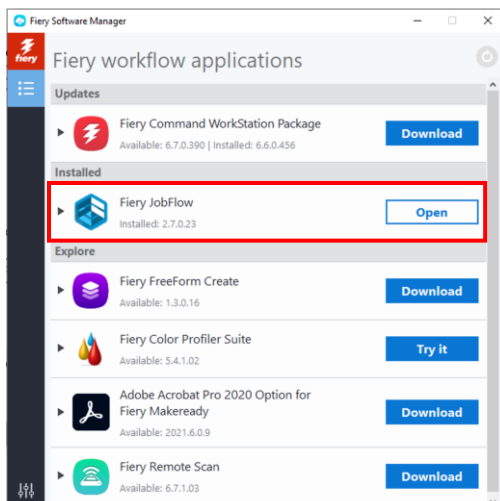 Fiery Software Manager
fiery
Fiery workflow applications
Updates
Fiery Command WorkStation Package
Available: 6.7.0.390 | Installed: 6.6.0.456
Download
Installed
Fiery JobFlow
Installed: 2.7.0.23
Open
Explore
Fiery FreeForm Create
Available: 1.3.0.16
Download
Fiery Color Profiler Suite
Available: 5.4.1.02
Try it
Adobe Acrobat Pro 2020 Option for
Fiery Makeready
Available: 2021.6.0.9
Download
Fiery Remote Scan
Available: 6.7.1.03
Download